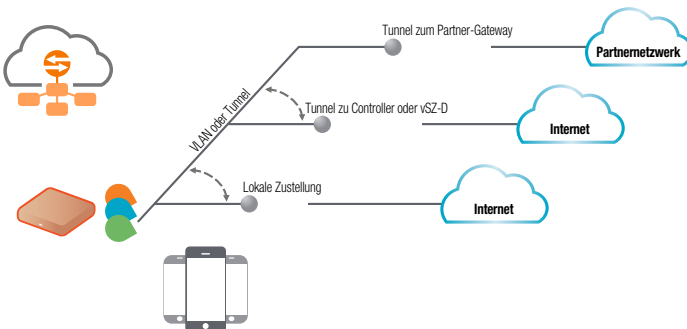 Tunnel zum Partner-Gateway
Partnernetzwerk
VLAN oder Tunnel
Tunnel zu Controller oder vSZ-D
Internet
Lokale Zustellung
Internet